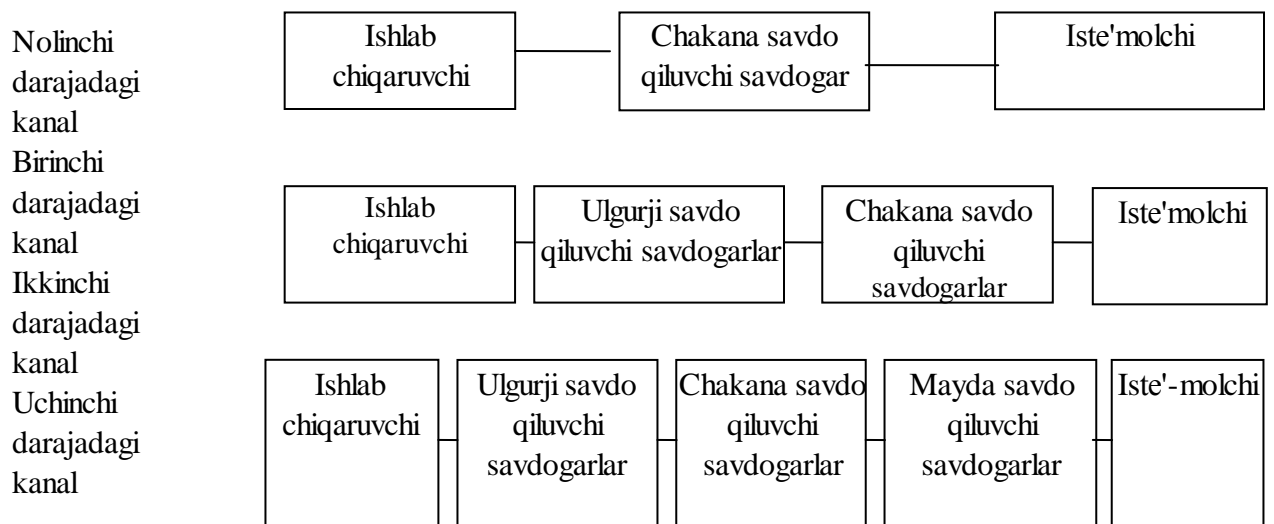 Nolinchi
darajadagi
kanal
Birinchi
darajadagi
kanal
Ikkinchi
darajadagi
kanal
Uchinchi
darajadagi
kanal
Ishlab
chiqaruvchi
Chakana savdo
qiluvchi savdogar
Iste'molchi
Ishlab
chiqaruvchi
Ulgurji savdo
qiluvchi savdogarlar
Chakana savdo
qiluvchi
savdogarlar
Iste'molchi
Ishlab
chiqaruvchi
Ulgurji savdo
qiluvchi
savdogarlar
Chakana savdo
qiluvchi
savdogarlar
Mayda savdo
qiluvchi
savdogarlar
Iste'-molchi